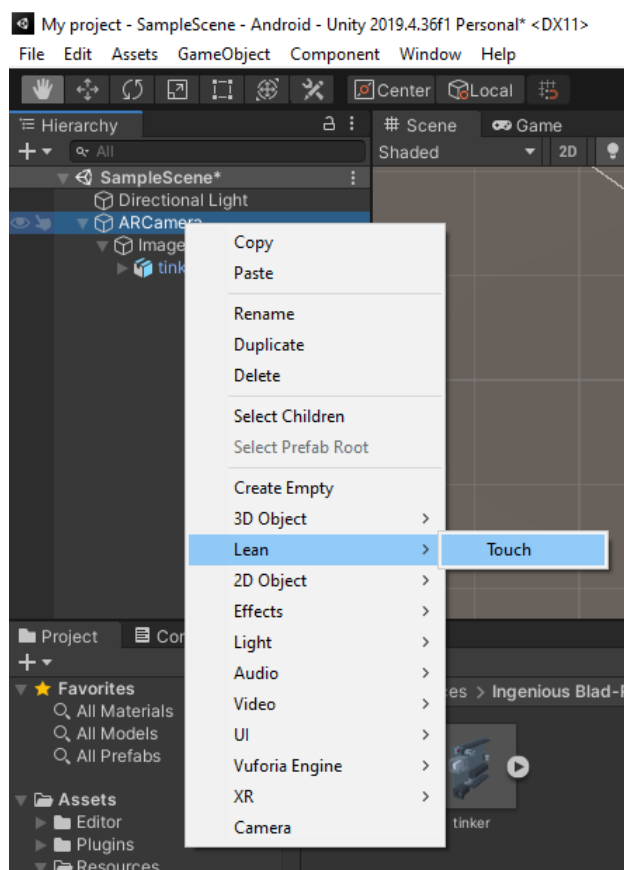 My project - SampleScene - Android - Unity 2019.4.36f1 Personal* <DX11>
File Edit Assets GameObject Component Window Help
Center Local
Hierarchy
All
SampleScene*
Directional Light
ARCamera
Image
tink
# Scene Game
Shaded 2D
Copy
Paste
Rename
Duplicate
Delete
Select Children
Select Prefab Root
Create Empty
3D Object
Lean
Touch
2D Object
Effects
Light
Audio
Video
UI
Vuforia Engine
XR
Camera
Project Con
Favorites
All Materials
All Models
All Prefabs
Assets
Editor
Plugins
Resources
ces > Ingenious Blad-
tinker